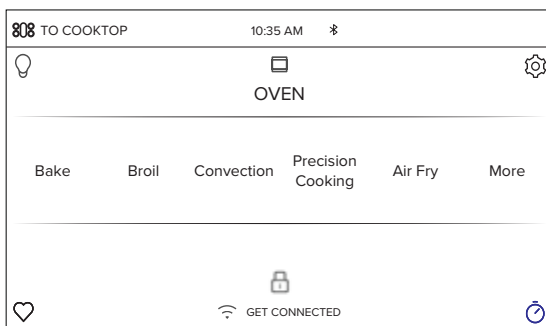 TO COOKTOP 10:35 AM
OVEN
Bake Broil Convection Precision Cooking Air Fry More
GET CONNECTED